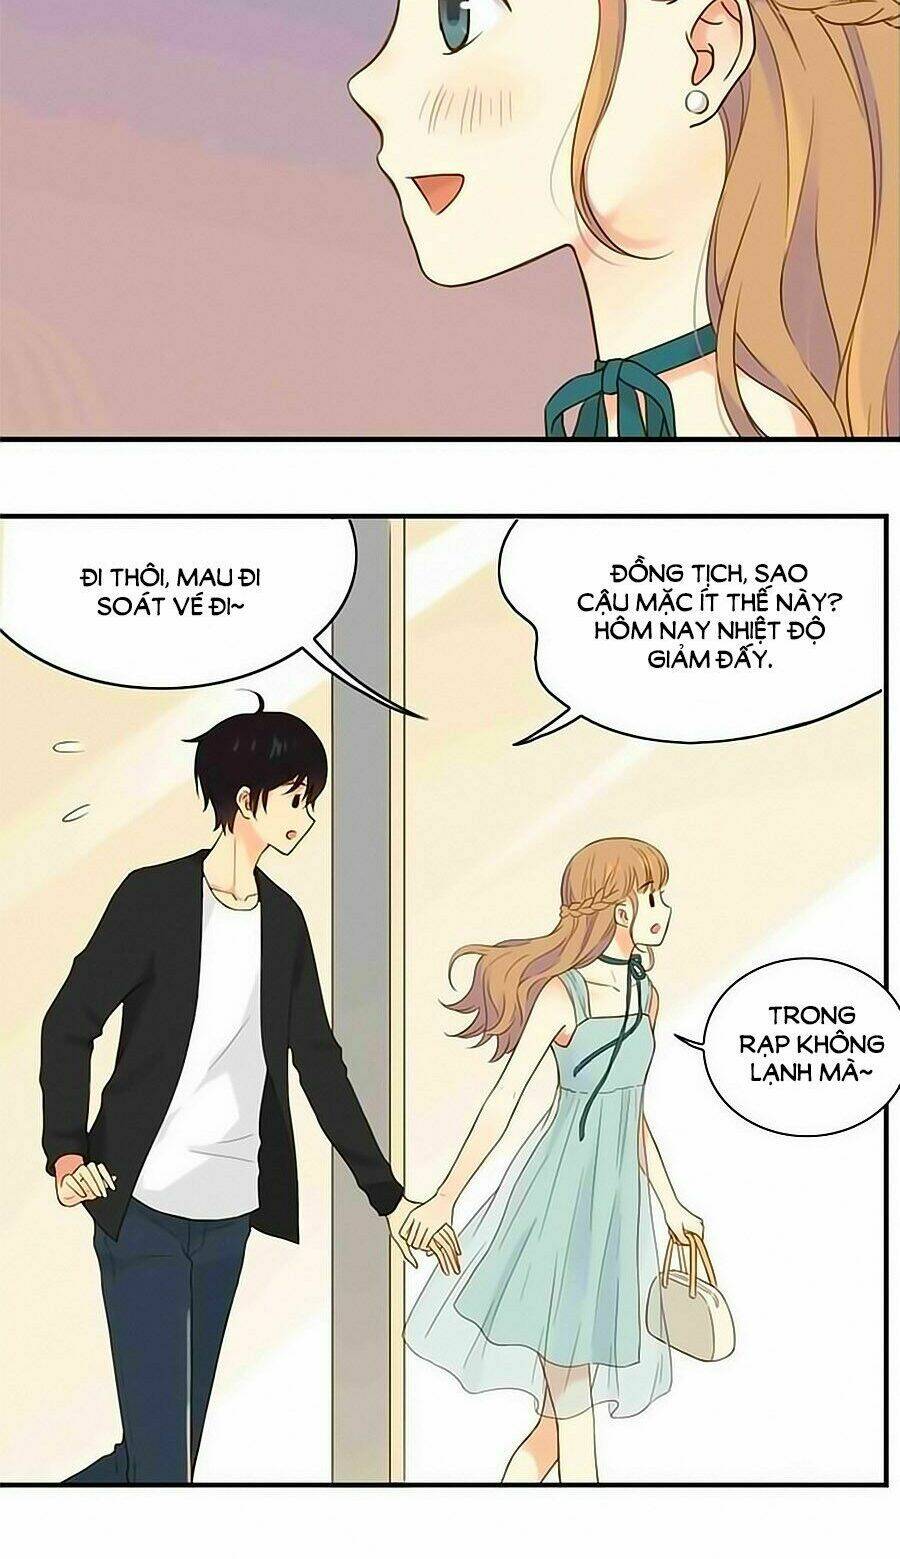 ĐI THÔI, MAU ĐI
SOÁT VÉ ĐI~
ĐỒNG TỊCH, SAO
CẬU MẶC ÍT THẾ NÀY?
HÔM NAY NHIỆT ĐỘ
GIẢM ĐẤY.
TRONG
RẠP KHÔNG
LẠNH MÀ~